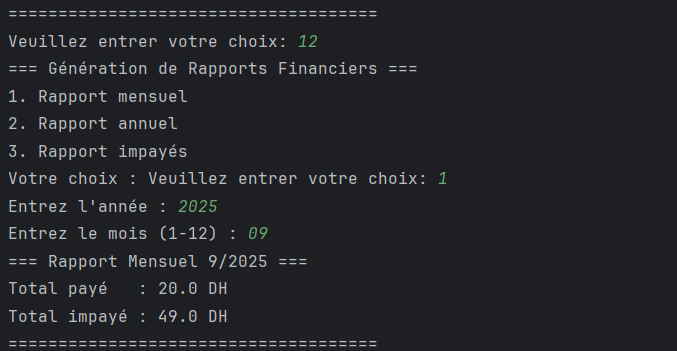 =====================================
Veuillez entrer votre choix: 12
=== Génération de Rapports Financiers ===
1. Rapport mensuel
2. Rapport annuel
3. Rapport impayés
Votre choix : Veuillez entrer votre choix: 1
Entrez l'année : 2025
Entrez le mois (1-12) : 09
=== Rapport Mensuel 9/2025 ===
Total payé   : 20.0 DH
Total impayé : 49.0 DH
=====================================